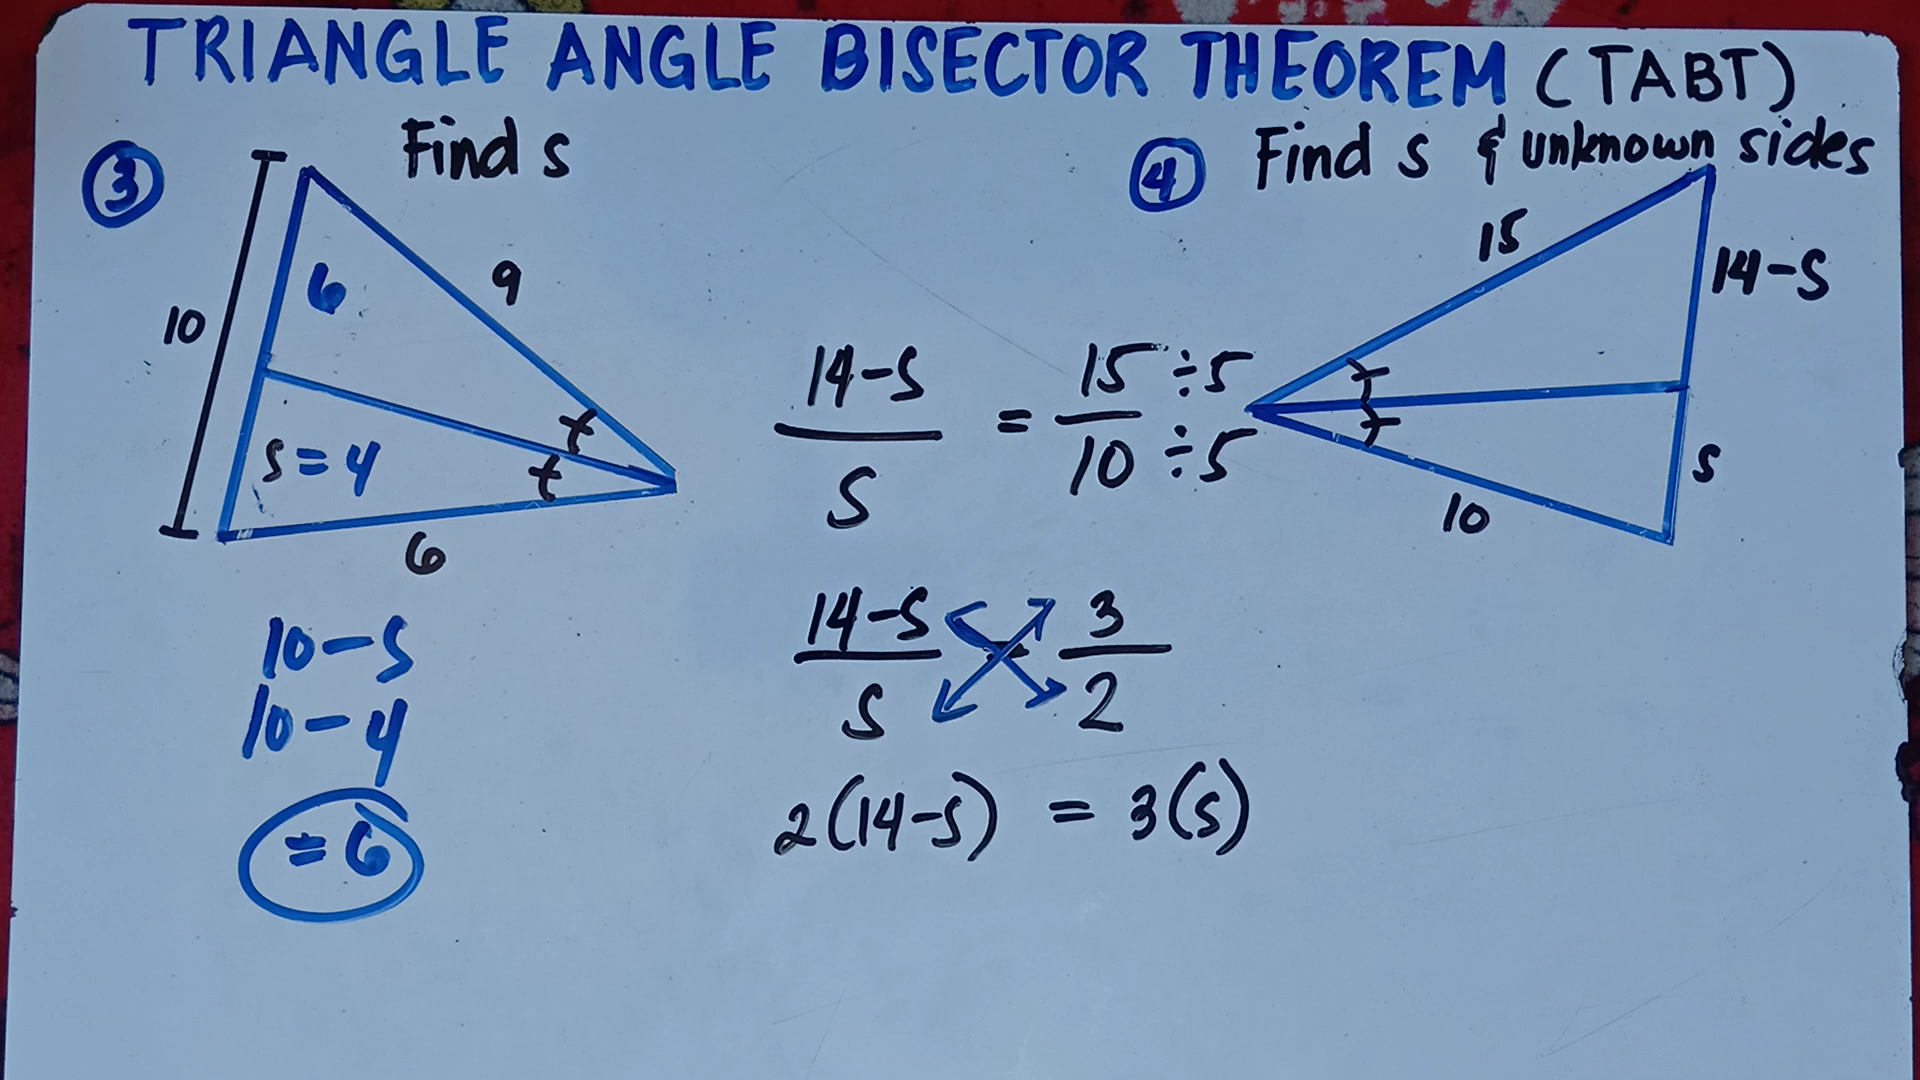 TRIANGLE ANGLE BISECTOR THEOREM (TABT)
③ Find s
10
6
9
s = 4
6
10 - s
10 - 4
= 6
④ Find s & unknown sides
15
14 - s
s
10
14 - s / s = 15 ÷ 5 / 10 ÷ 5
14 - s / s = 3 / 2
2(14 - s) = 3(s)